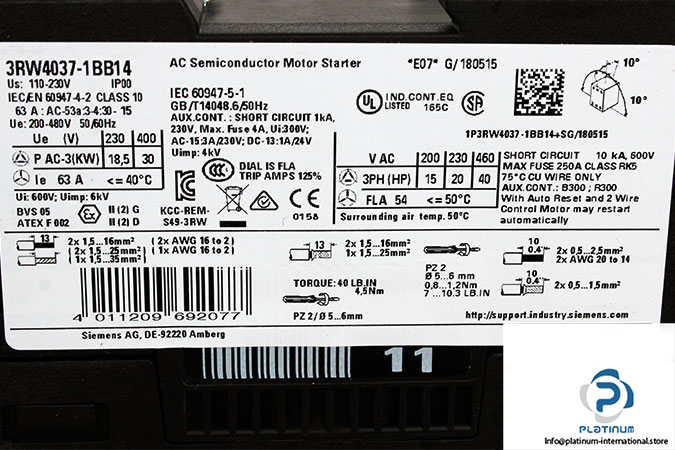 3RW4037-1BB14
Us: 110-230V IP00
IEC/EN 60947-4-2 CLASS 10
63 A : AC-53a:3-4:30 - 15
Ue: 200-480V 50/60Hz
Ue (V) 230 400
P AC-3(KW) 18,5 30
Ie 63 A <= 40°C
Ui: 600V; Uimp: 6kV
BVS 05 Ex II (2) G
ATEX F 002 II (2) D
AC Semiconductor Motor Starter
*E07* G/180515
IEC 60947-5-1
GB/T14048.6/50Hz
AUX.CONT.: SHORT CIRCUIT 1kA,
230V, Max. Fuse 4A, Ui:300V;
AC-15:3A/230V; DC-13:1A/24V
Uimp: 4kV
DIAL IS FLA
TRIP AMPS 125%
KCC-REM-
S49-3RW
CCC
CE
0158
UL LISTED IND.CONT.EQ
165C
10° 10°
1P3RW4037-1BB14+SG/180515
V AC 200 230 460
3PH (HP) 15 20 40
FLA 54 <= 50°C
Surrounding air temp. 50°C
SHORT CIRCUIT 10 kA, 600V
MAX FUSE 250A CLASS RK5
75°C CU WIRE ONLY
AUX.CONT.: B300 ; R300
With Auto Reset and 2 Wire
Control Motor may restart
automatically
13 2x 1,5...16mm² ( 2x AWG 16 to 2)
(2x 1,5...25mm²) ( 1x AWG 16 to 2)
(1x 1,5...35mm²)
13 2x 1,5...16mm²
1x 1,5...25mm²
TORQUE: 40 LB.IN
4,5Nm
PZ 2/ Ø 5...6mm
PZ 2
Ø 5...6 mm
0,8...1,2Nm
7 ...10.3 LB.IN
10
0.4" 2x 0,5...2,5mm²
2x AWG 20 to 14
10
0.4" 2x 0,5...1,5mm²
4 011209 692077
Siemens AG, DE-92220 Amberg
http://support.industry.siemens.com
11
PLATINUM
info@platinum-international.store